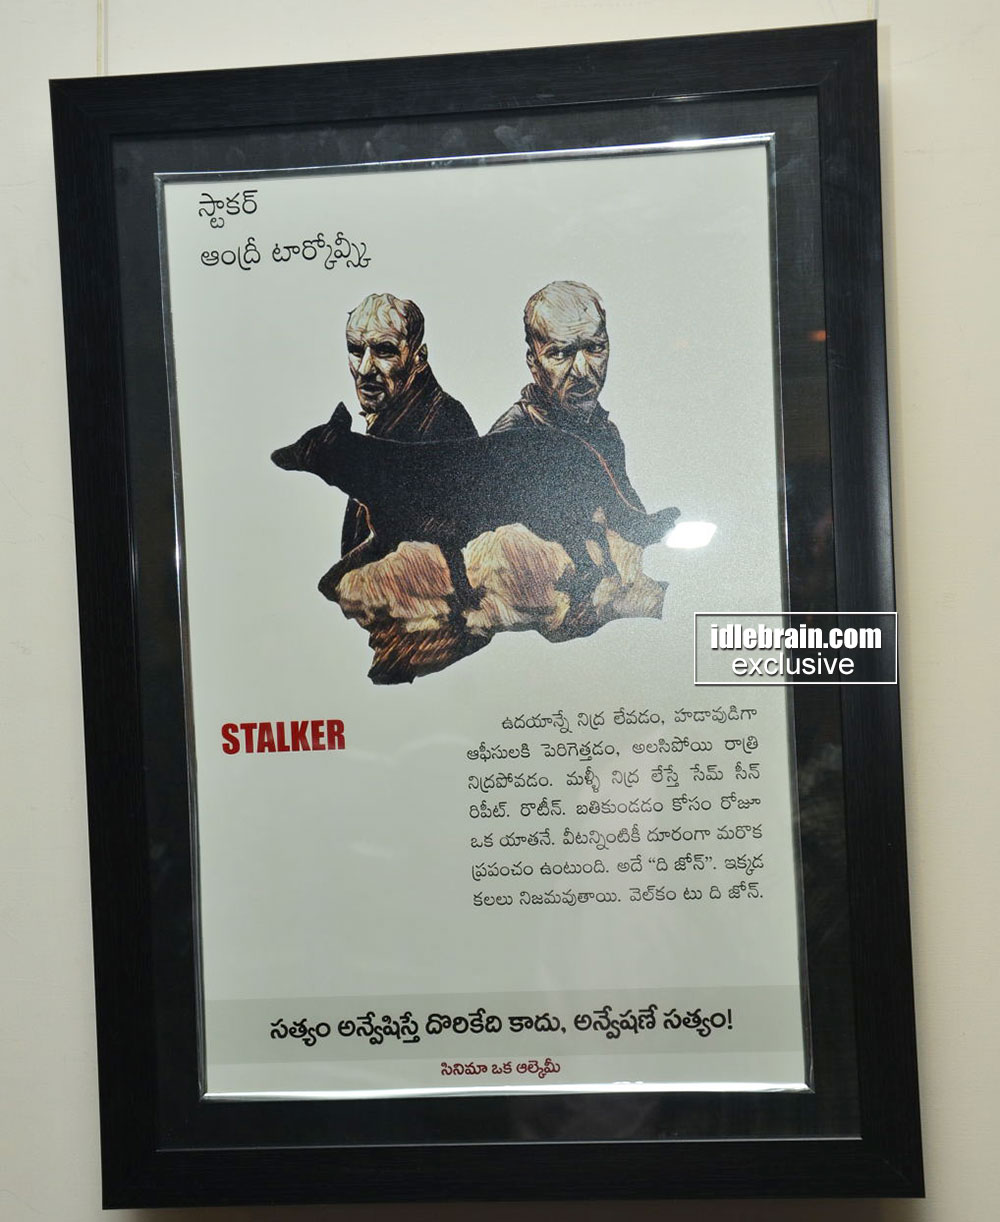 స్టాకర్
ఆంద్రీ టార్కోవ్స్కీ
idlebrain.com
exclusive
STALKER
ఉదయాన్నే నిద్ర లేవడం, హడావుడిగా
ఆఫీసులకి పెరిగెత్తడం, అలసిపోయి రాత్రి
నిద్రపోవడం. మళ్ళీ నిద్ర లేస్తే సేమ్ సీన్
రిపీట్. రొటీన్. బతికుండడం కోసం రోజూ
ఒక యాతనే. వీటన్నింటికీ దూరంగా మరొక
ప్రపంచం ఉంటుంది. అదే “ది జోన్”. ఇక్కడ
కలలు నిజమవుతాయి. వెల్‌కం టు ది జోన్.
సత్యం అన్వేషిస్తే దొరికేది కాదు, అన్వేషణే సత్యం!
సినిమా ఒక ఆల్కెమీ